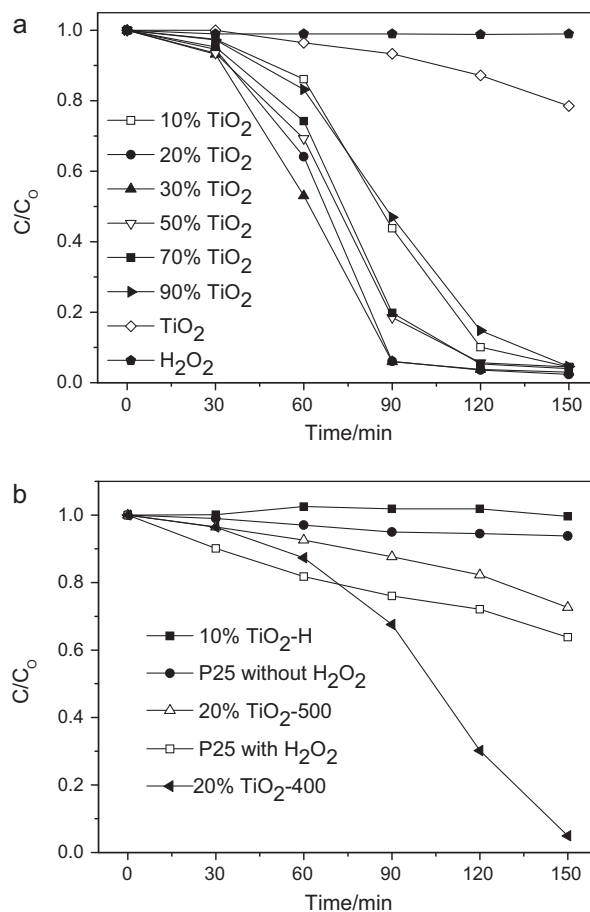 a
1.0
0.8
0.6
0.4
0.2
0.0
C/C₀
10% TiO₂
20% TiO₂
30% TiO₂
50% TiO₂
70% TiO₂
90% TiO₂
TiO₂
H₂O₂
0 30 60 90 120 150
Time/min
b
1.0
0.8
0.6
0.4
0.2
0.0
C/C₀
10% TiO₂-H
P25 without H₂O₂
20% TiO₂-500
P25 with H₂O₂
20% TiO₂-400
0 30 60 90 120 150
Time/min